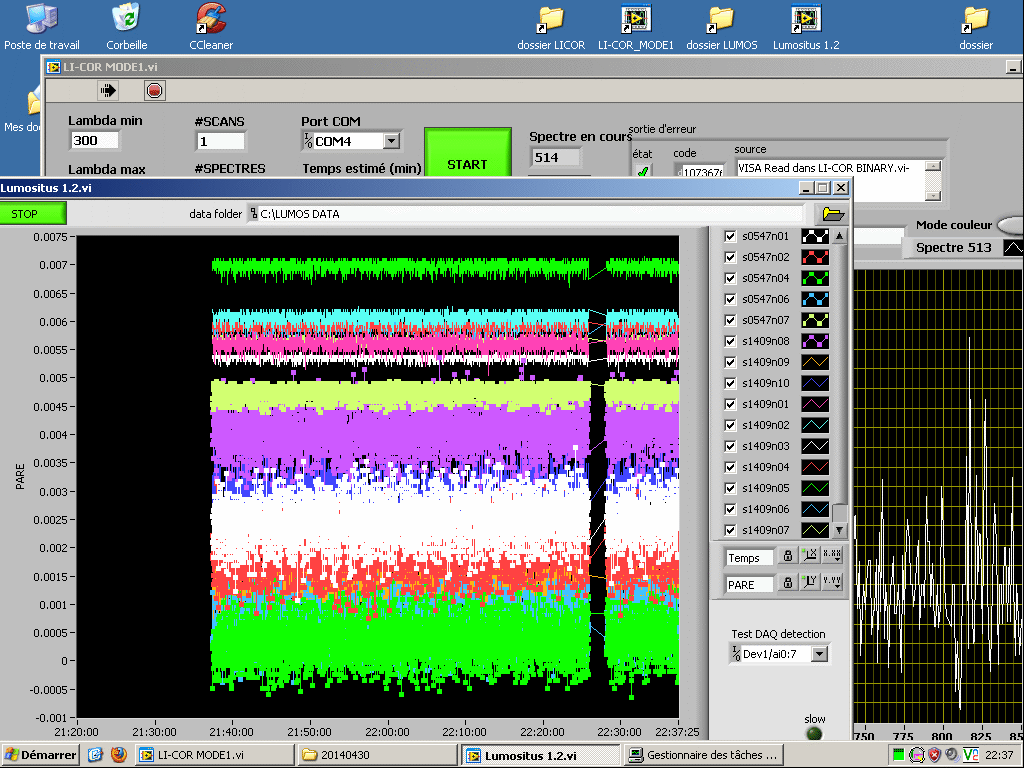 Poste de travail
Corbeille
CCleaner
dossier LICOR
LI-COR_MODE1
dossier LUMOS
Lumositus 1.2
dossier
Mes do
LI-COR MODE1.vi
Lambda min
300
Lambda max
#SCANS
1
#SPECTRES
Port COM
COM4
Temps estimé (min)
START
Spectre en cours
514
sortie d'erreur
état
code
source
VISA Read dans LI-COR BINARY.vi-
Mode couleur
Spectre 513
Lumositus 1.2.vi
STOP
data folder
C:\LUMOS DATA
0.0075
0.007
0.0065
0.006
0.0055
0.005
0.0045
0.004
0.0035
0.003
0.0025
0.002
0.0015
0.001
0.0005
0
-0.0005
-0.001
PARE
21:20:00
21:30:00
21:40:00
21:50:00
22:00:00
22:10:00
22:20:00
22:30:00
22:37:25
s0547n01
s0547n02
s0547n04
s0547n06
s0547n07
s1409n08
s1409n09
s1409n10
s1409n01
s1409n02
s1409n03
s1409n04
s1409n05
s1409n06
s1409n07
Temps
X.XX
PARE
Y.YY
Test DAQ detection
Dev1/ai0:7
slow
750
775
800
825
85
Démarrer
LI-COR MODE1.vi
20140430
Lumositus 1.2.vi
Gestionnaire des tâches ...
22:37